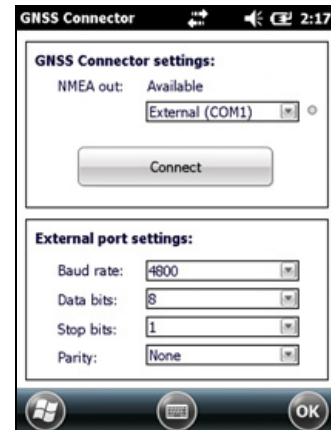 GNSS Connector 2:17
GNSS Connector settings:
NMEA out: Available
External (COM1)
Connect
External port settings:
Baud rate: 4800
Data bits: 8
Stop bits: 1
Parity: None
OK